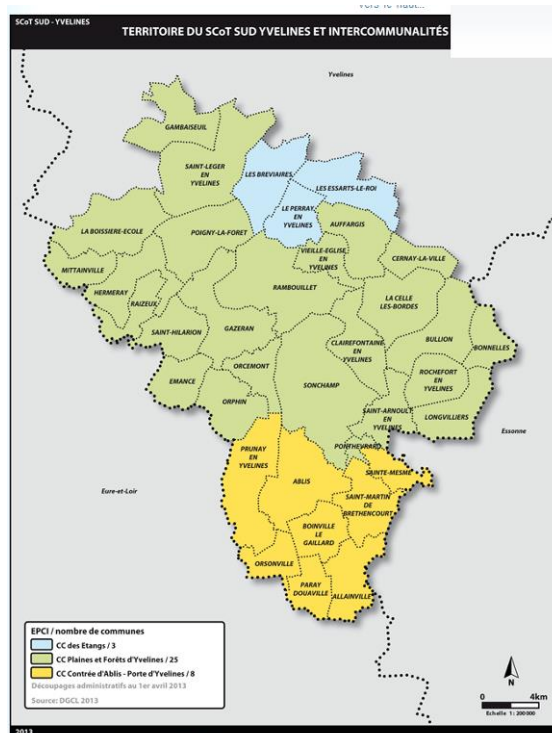 SCoT SUD - YVELINES
TERRITOIRE DU SCoT SUD YVELINES ET INTERCOMMUNALITÉS
Yvelines
GAMBAISEUIL
SAINT-LEGER
EN
YVELINES
LES BREVIAIRES
LES ESSARTS-LE-ROI
LE PERRAY
EN
YVELINES
AUFFARGIS
LA BOISSIERE-ECOLE
POIGNY-LA-FORET
VIEILLE-EGLISE
EN
YVELINES
CERNAY-LA-VILLE
MITTAINVILLE
HERMERAY
RAIZEUX
RAMBOUILLET
LA CELLE
LES-BORDES
SAINT-HILARION
GAZERAN
CLAIREFONTAINE
EN
YVELINES
BULLION
BONNELLES
EMANCE
ORCEMONT
SONCHAMP
ROCHEFORT
EN
YVELINES
ORPHIN
SAINT-ARNOULT
EN
YVELINES
LONGVILLIERS
Essonne
PRUNAY
EN
YVELINES
PONTHEVRARD
ABLIS
SAINTE-MESME
SAINT-MARTIN
DE
BRETHENCOURT
Eure-et-Loir
BOINVILLE
LE
GAILLARD
ORSONVILLE
PARAY
DOUAVILLE
ALLAINVILLE
EPCI / nombre de communes
CC des Etangs / 3
CC Plaines et Forêts d'Yvelines / 25
CC Contrée d'Ablis - Porte d'Yvelines / 8
Découpages administratifs au 1er avril 2013
Source: DGCL 2013
N
0 4km
Echelle 1: 200 000
2013